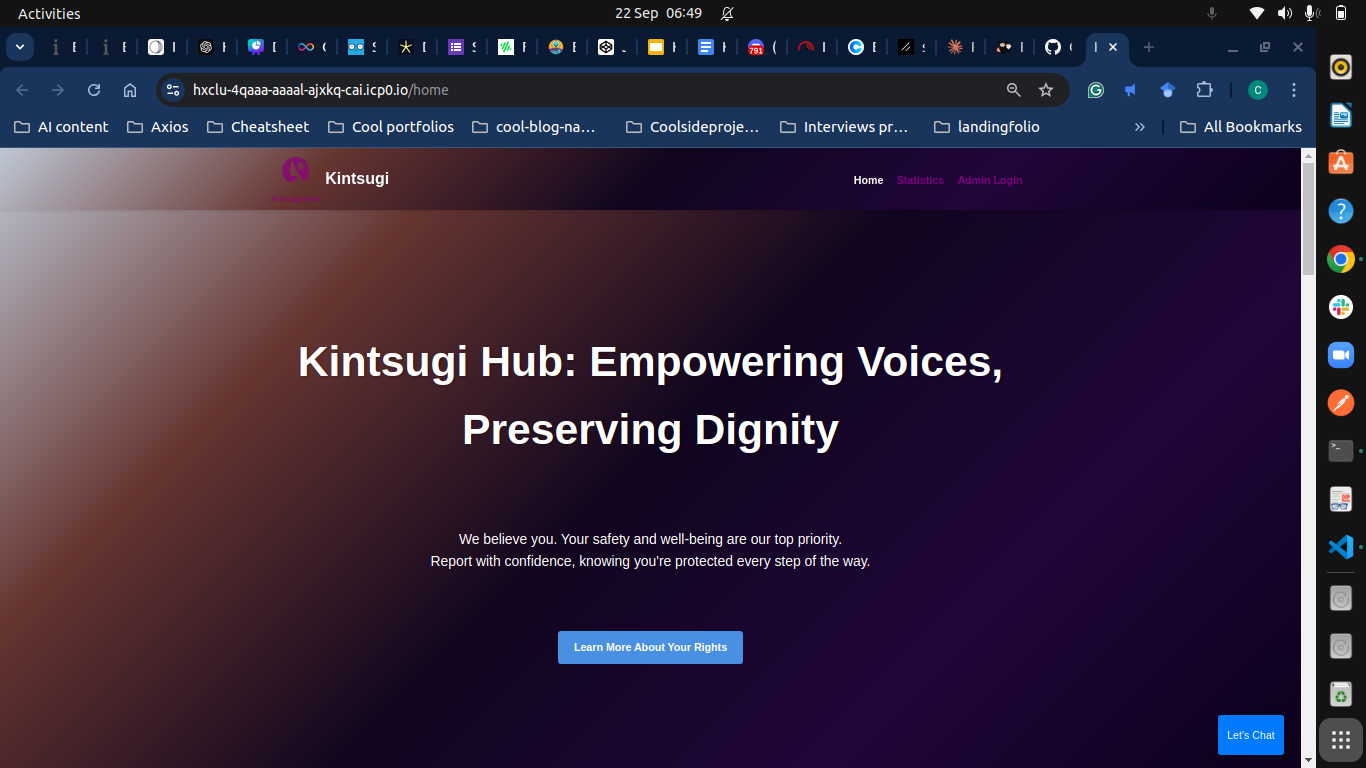 Activities
22 Sep 06:49
hxclu-4qaaa-aaaal-ajxkq-cai.icp0.io/home
C
AI content
Axios
Cheatsheet
Cool portfolios
cool-blog-na…
Coolsideproje…
Interviews pr…
landingfolio
»
All Bookmarks
Kintsugi
Home
Statistics
Admin Login
Kintsugi Hub: Empowering Voices,
Preserving Dignity
We believe you. Your safety and well-being are our top priority.
Report with confidence, knowing you're protected every step of the way.
Learn More About Your Rights
Let's Chat